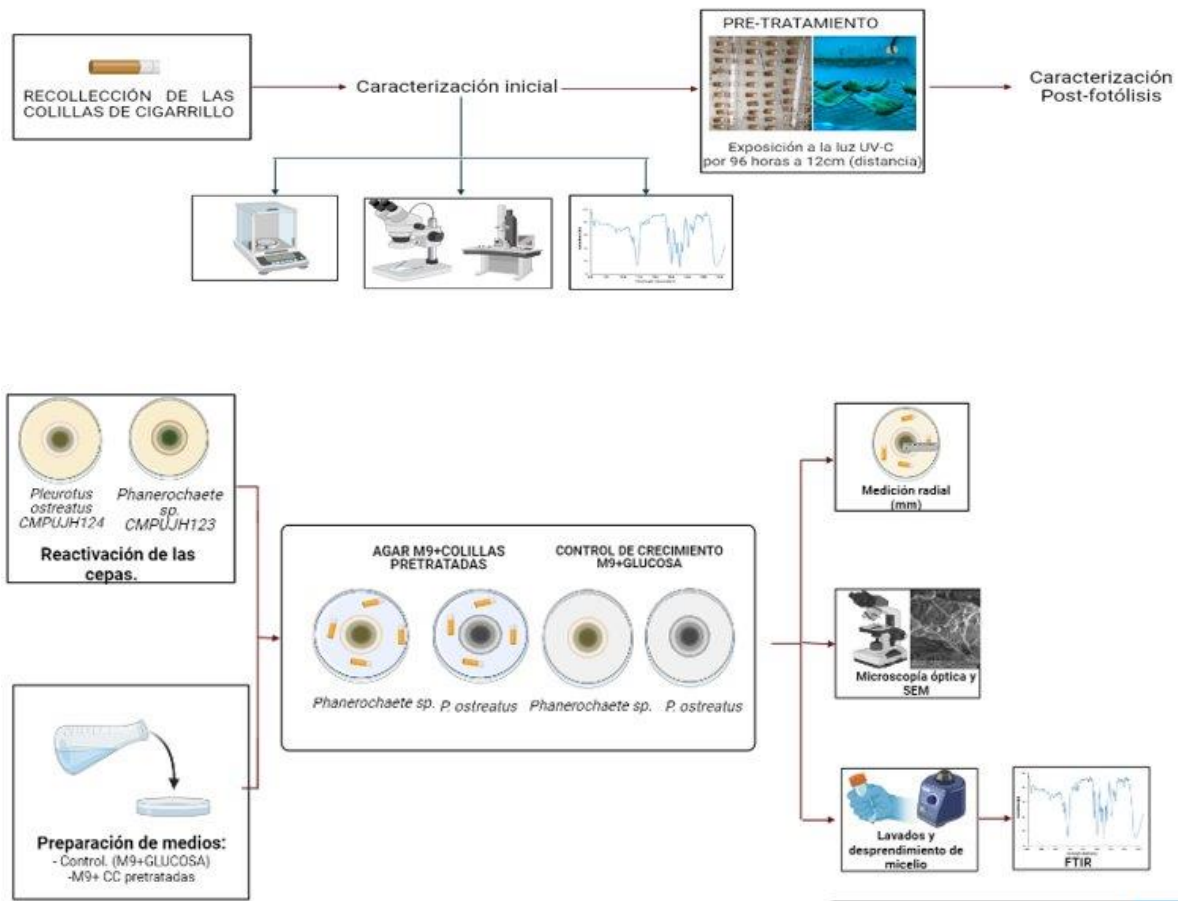 RECOLLECIÓN DE LAS
COLILLAS DE CIGARRILLO
Caracterización inicial
PRE-TRATAMIENTO
Exposición a la luz UV-C
por 96 horas a 12cm (distancia)
Caracterización
Post-fotólisis
Pleurotus
ostreatus
CMPUJH124
Phanerochaete
sp.
CMPUJH123
Reactivación de las
cepas.
Preparación de medios:
- Control. (M9+GLUCOSA)
-M9+ CC pretratadas
AGAR M9+COLILLAS
PRETRATADAS
CONTROL DE CRECIMIENTO
M9+GLUCOSA
Phanerochaete sp.
P. ostreatus
Phanerochaete sp.
P. ostreatus
Medición radial
(mm)
Microscopía óptica y
SEM
Lavados y
desprendimiento de
micelio
FTIR